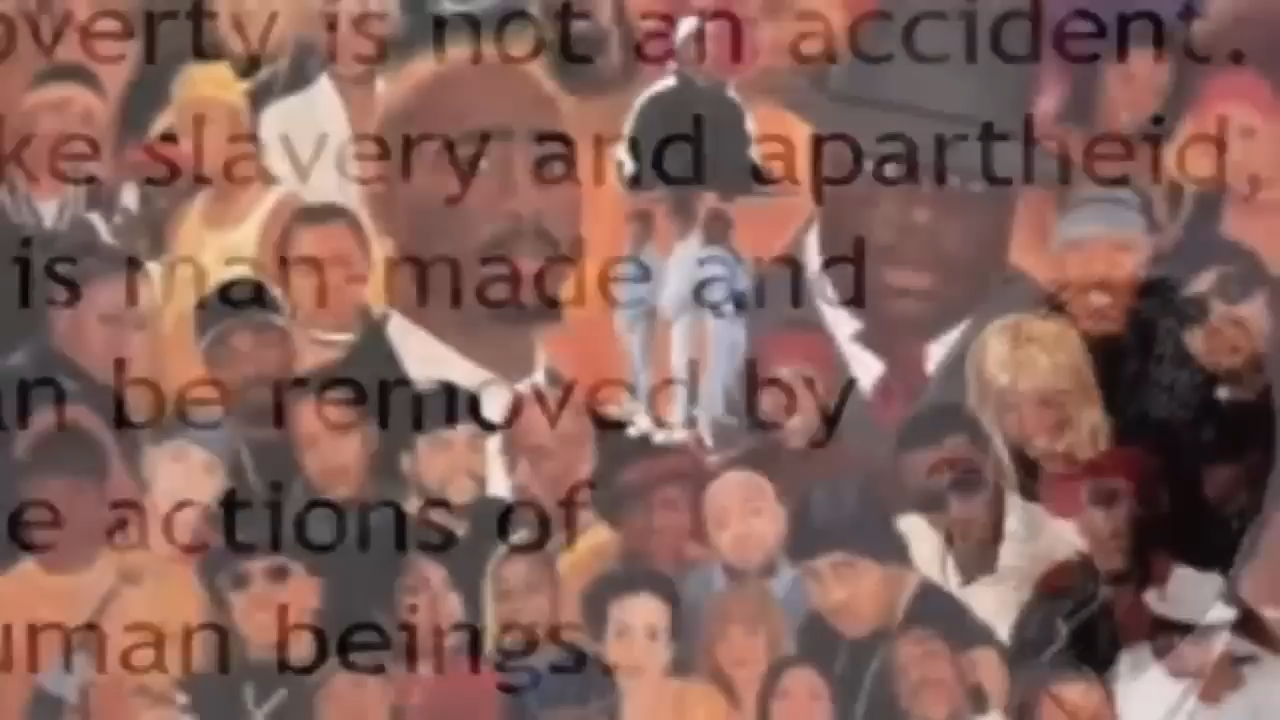 overty is not an accident.
ke slavery and apartheid,
is man-made and
an be removed by
e actions of
uman beings.